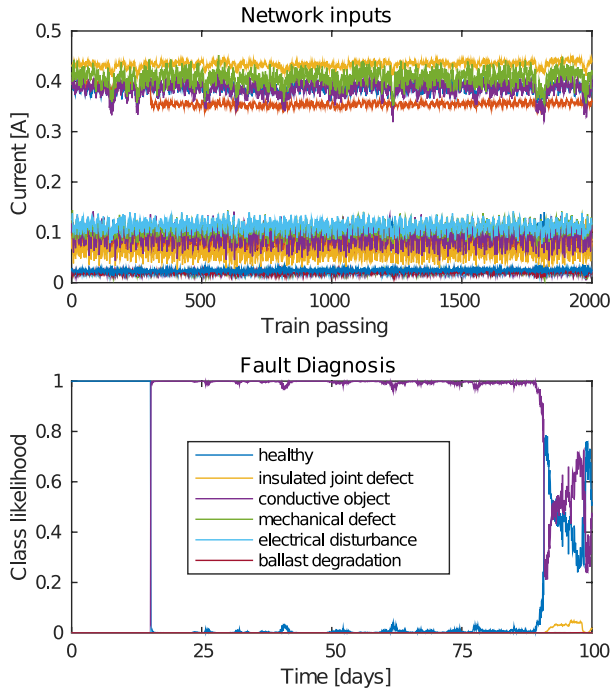 Network inputs
0.5
0.4
0.3
0.2
0.1
0
Current [A]
0
500
1000
1500
2000
Train passing
Fault Diagnosis
1
0.8
0.6
0.4
0.2
0
Class likelihood
healthy
insulated joint defect
conductive object
mechanical defect
electrical disturbance
ballast degradation
0
25
50
75
100
Time [days]